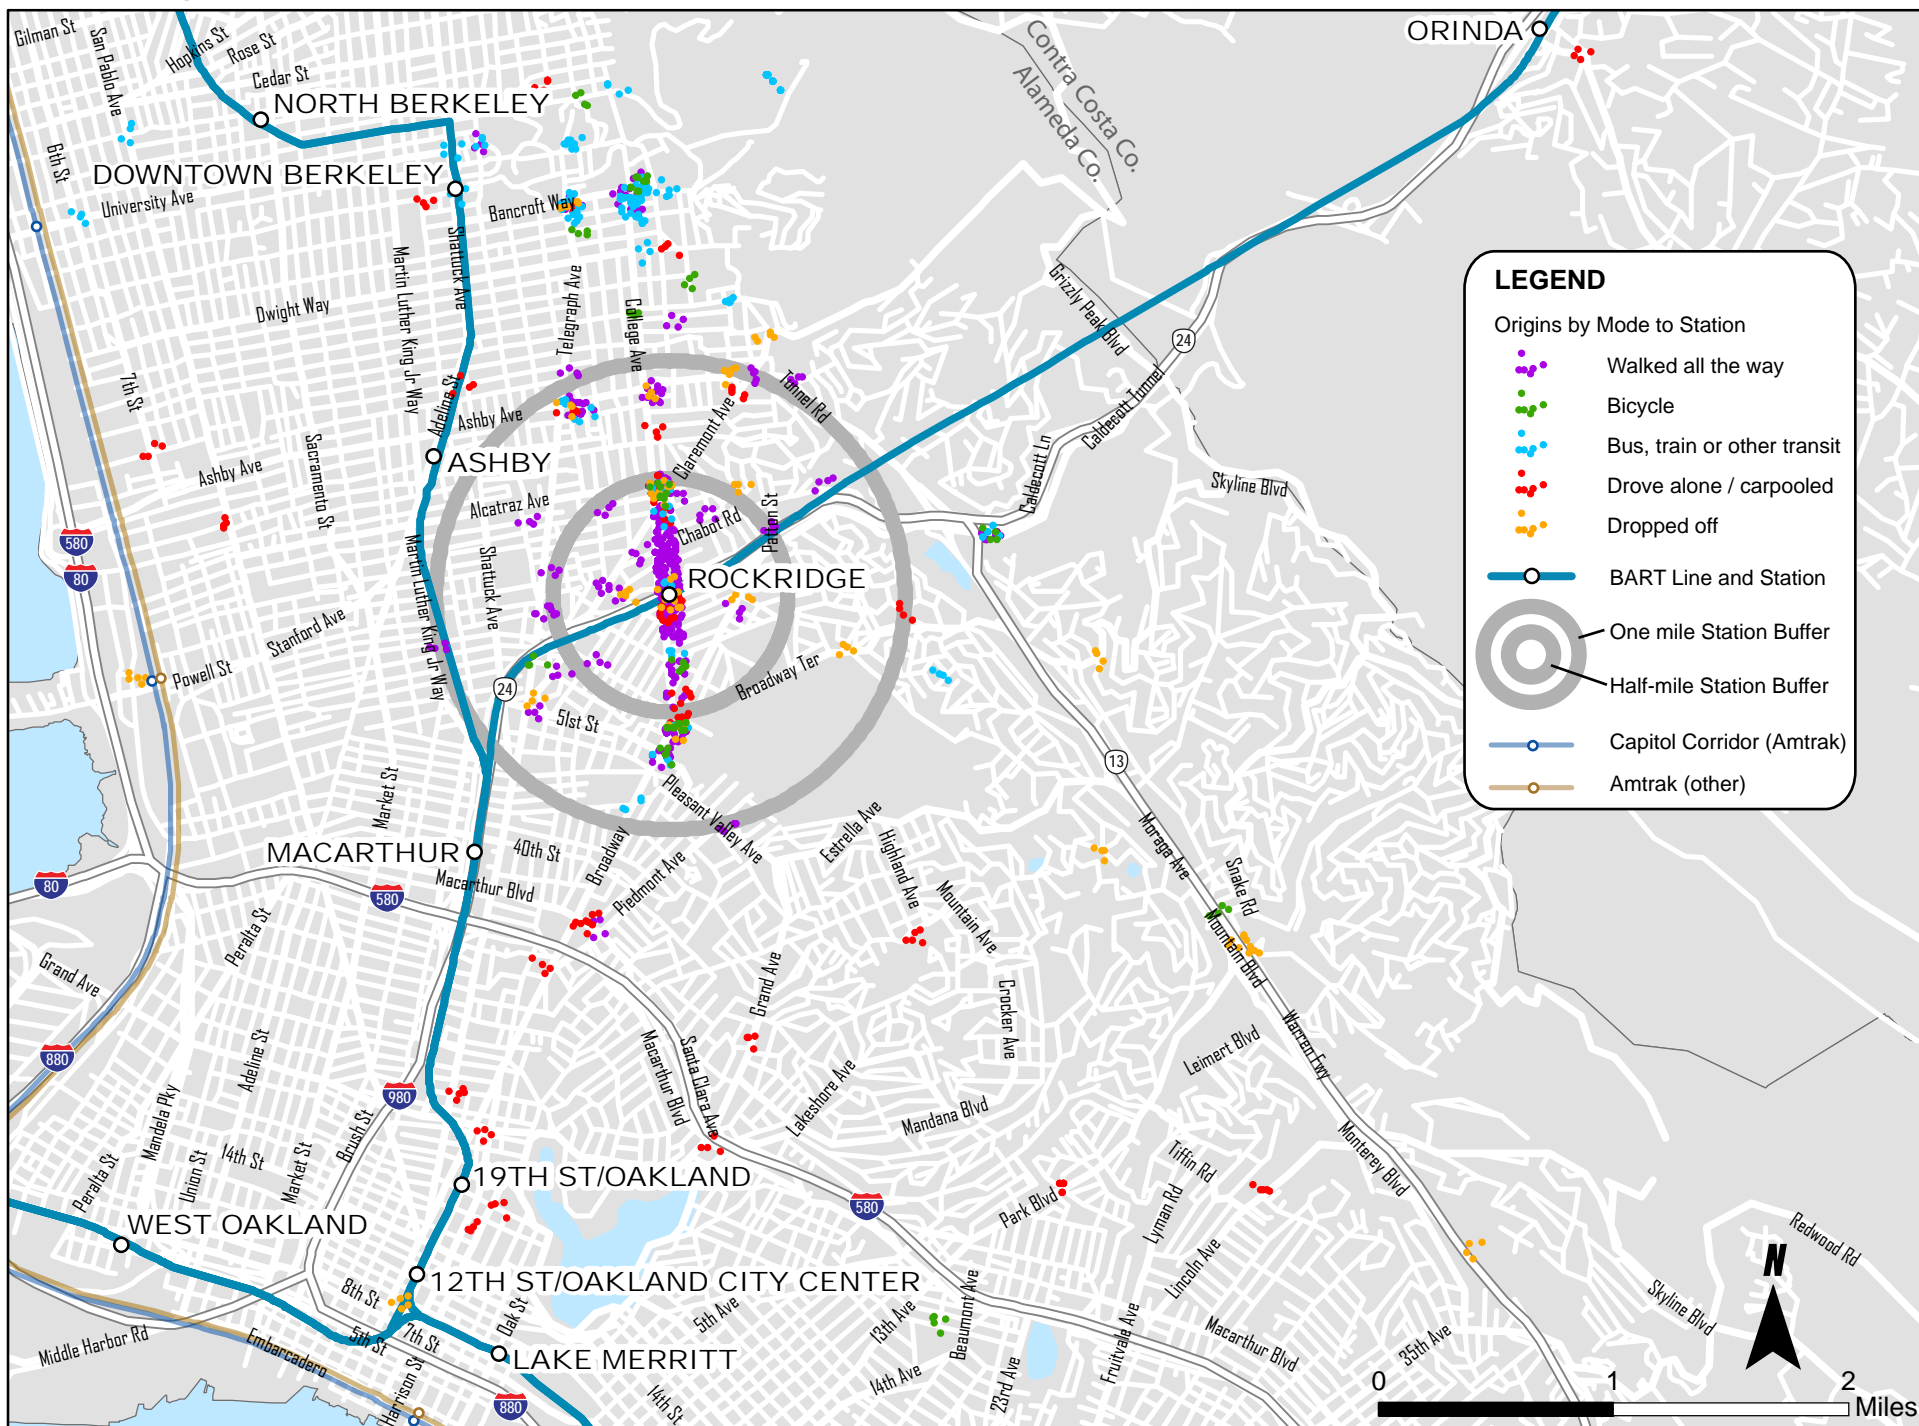 Gilman St
San Pablo Ave
Hopkins St
Rose St
Cedar St
NORTH BERKELEY
6th St
DOWNTOWN BERKELEY
University Ave
Bancroft Way
Contra Costa Co.
Alameda Co.
ORINDA
Martin Luther King Jr Way
Shattuck Ave
Telegraph Ave
College Ave
Dwight Way
Grizzly Peak Blvd
24
Caldecott Tunnel
7th St
Adeline St
Ashby Ave
Claremont Ave
Tunnel Rd
Ashby Ave
Sacramento St
ASHBY
Alcatraz Ave
Chabot Rd
Patton St
Caldecott Ln
Skyline Blvd
580
80
Martin Luther King Jr Way
Shattuck Ave
ROCKRIDGE
Stanford Ave
Powell St
24
51st St
Broadway Ter
13
Market St
Pleasant Valley Ave
MACARTHUR
40th St
Broadway
Piedmont Ave
Estrella Ave
Highland Ave
Mountain Ave
Moraga Ave
Snake Rd
Mountain Blvd
80
580
Macarthur Blvd
Peralta St
Grand Ave
Grand Ave
Crocker Ave
Warren Fwy
Leimert Blvd
880
Adeline St
980
Macarthur Blvd
Santa Clara Ave
Lakeshore Ave
Mandana Blvd
Mandela Pky
Brush St
14th St
Market St
Union St
Peralta St
Monterey Blvd
Tiffin Rd
19TH ST/OAKLAND
580
Park Blvd
Lyman Rd
Lincoln Ave
WEST OAKLAND
12TH ST/OAKLAND CITY CENTER
8th St
7th St
5th St
Oak St
5th Ave
13th Ave
14th Ave
Beaumont Ave
23rd Ave
Fruitvale Ave
Macarthur Blvd
35th Ave
Redwood Rd
Skyline Blvd
Middle Harbor Rd
Embarcadero
Harrison St
LAKE MERRITT
880
14th St
LEGEND
Origins by Mode to Station
Walked all the way
Bicycle
Bus, train or other transit
Drove alone / carpooled
Dropped off
BART Line and Station
One mile Station Buffer
Half-mile Station Buffer
Capitol Corridor (Amtrak)
Amtrak (other)
N
0 1 2
Miles